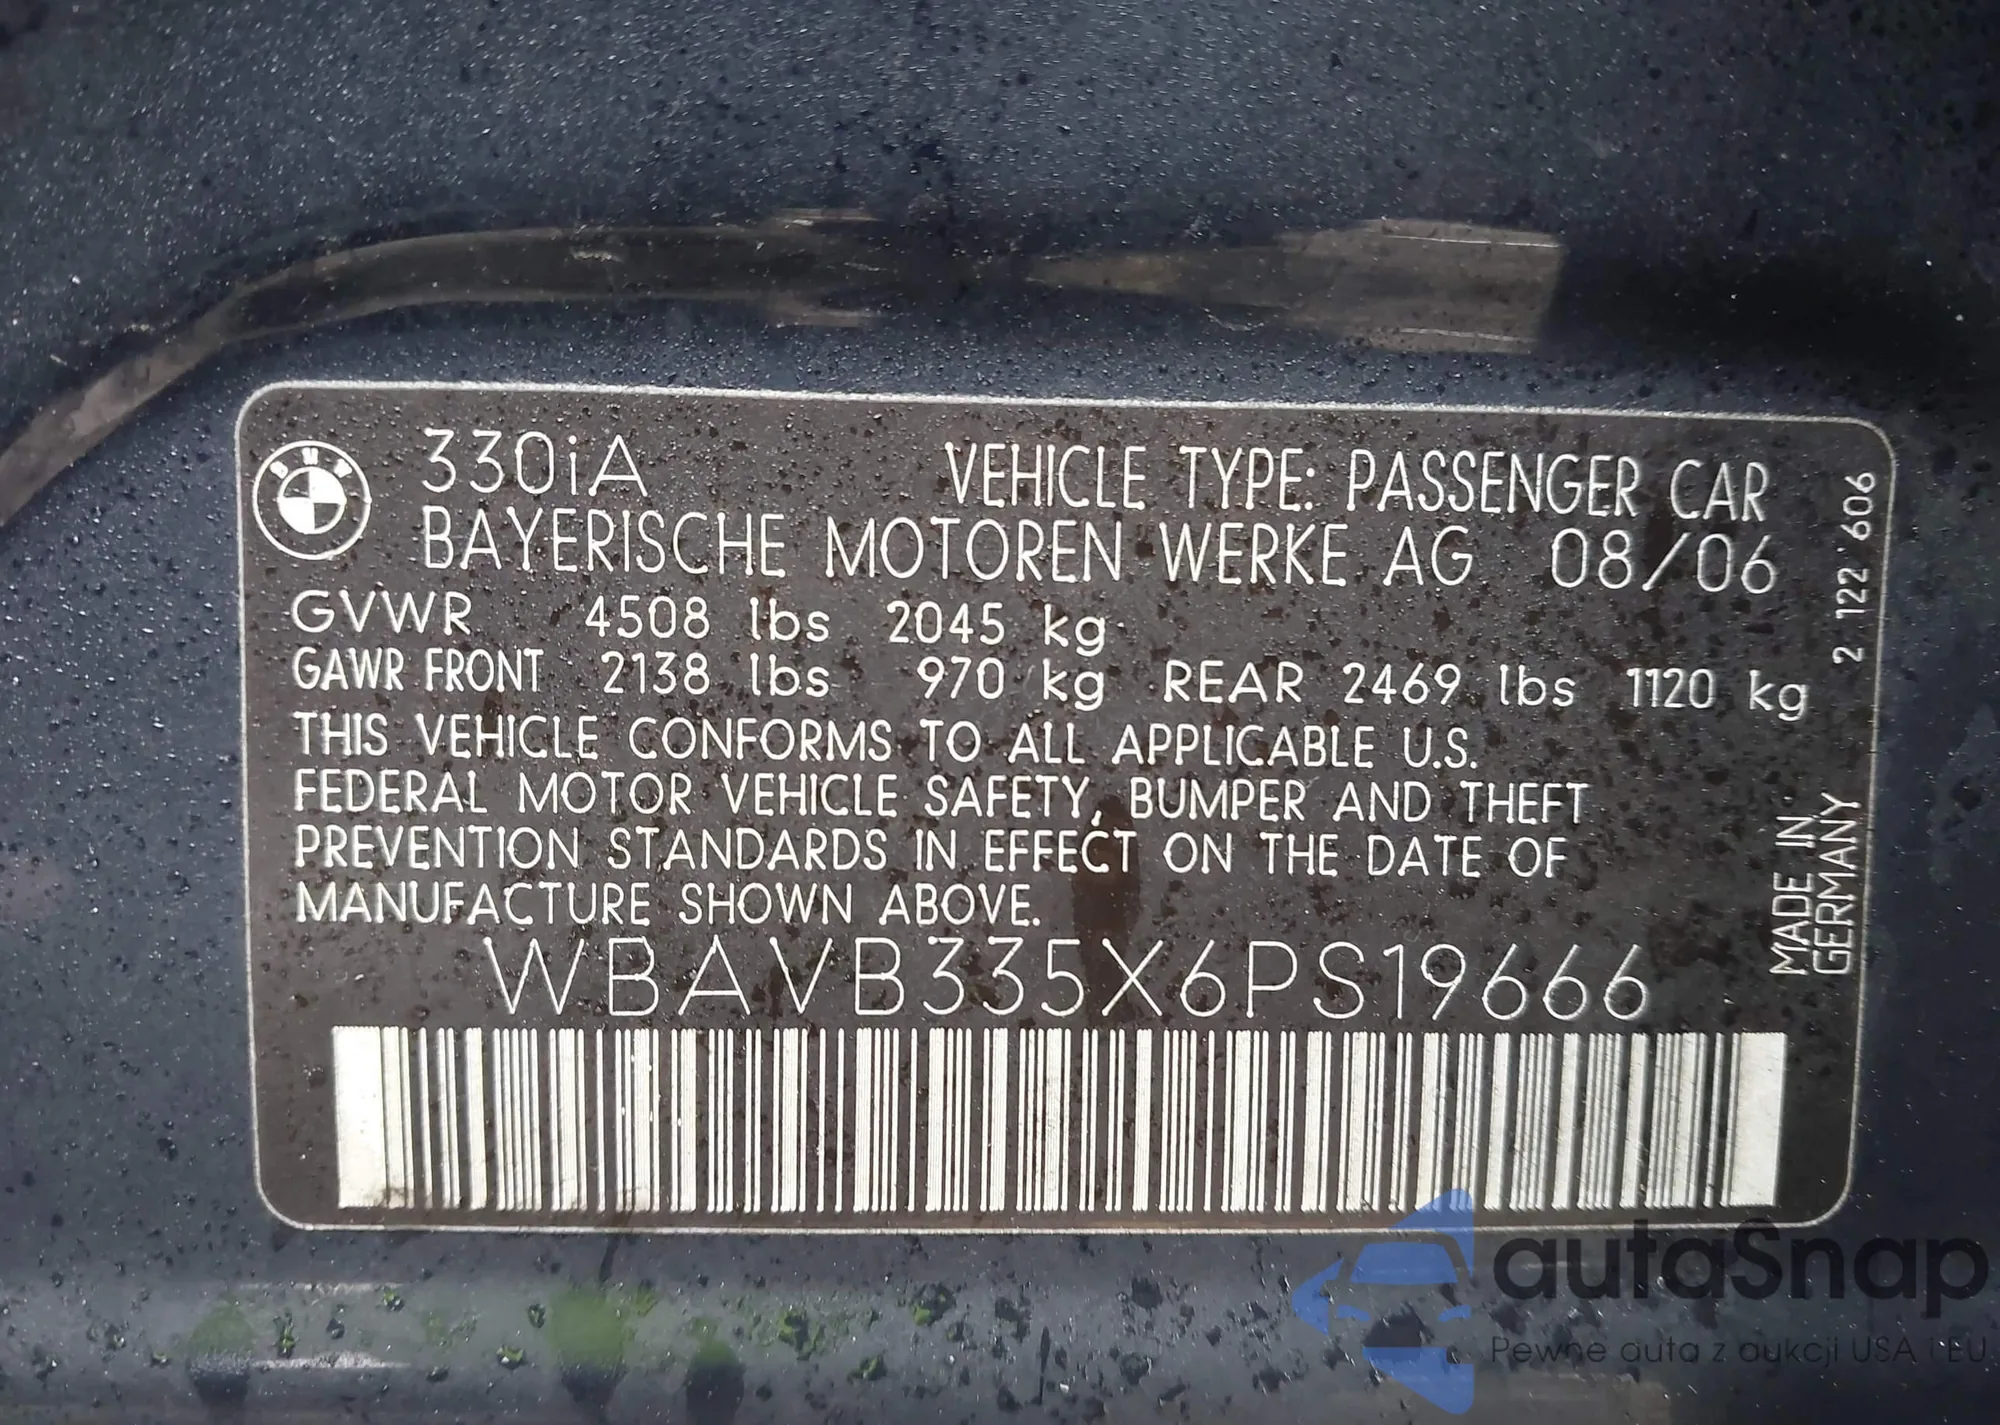 BMW
330iA
VEHICLE TYPE: PASSENGER CAR
BAYERISCHE MOTOREN WERKE AG 08/06
GVWR 4508 lbs 2045 kg
GAWR FRONT 2138 lbs 970 kg REAR 2469 lbs 1120 kg
THIS VEHICLE CONFORMS TO ALL APPLICABLE U.S.
FEDERAL MOTOR VEHICLE SAFETY, BUMPER AND THEFT
PREVENTION STANDARDS IN EFFECT ON THE DATE OF
MANUFACTURE SHOWN ABOVE.
WBAVB335X6PS19666
2 122 606
MADE IN
GERMANY
autaSnap
Pewne auta z aukcji USA i EU